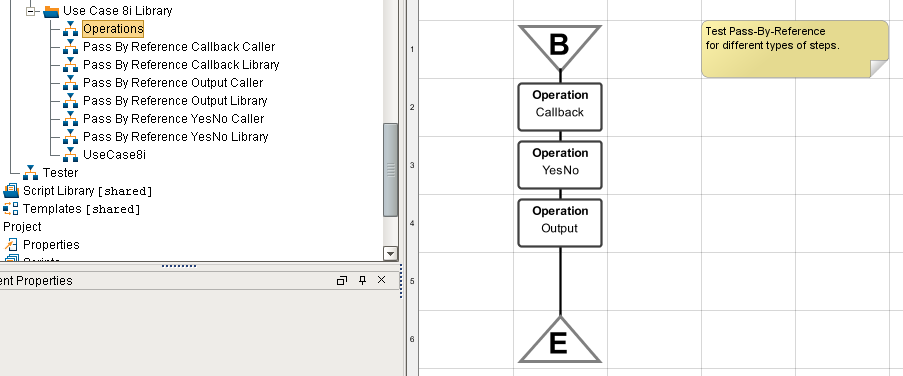 Use Case 8i Library
Operations
Pass By Reference Callback Caller
Pass By Reference Callback Library
Pass By Reference Output Caller
Pass By Reference Output Library
Pass By Reference YesNo Caller
Pass By Reference YesNo Library
UseCase8i
Tester
Script Library [shared]
Templates [shared]
Project
Properties
Scripts
ent Properties
1
2
3
4
5
6
B
Operation
Callback
Operation
YesNo
Operation
Output
E
Test Pass-By-Reference
for different types of steps.